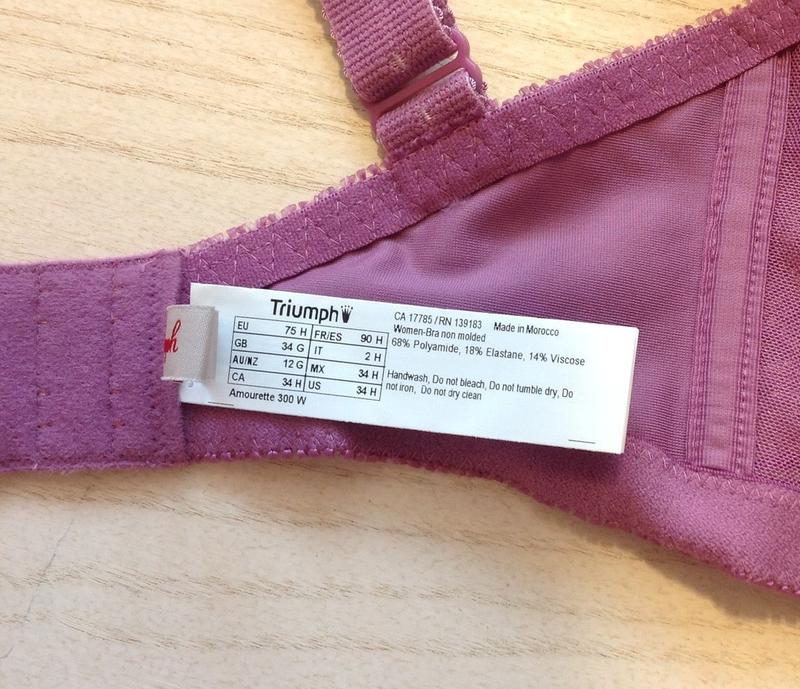 Triumph
EU 75 H FR/ES 90 H
GB 34 G IT 2 H
AU/NZ 12 G MX 34 H
CA 34 H US 34 H
Amourette 300 W
CA 17785 / RN 139183 Made in Morocco
Women-Bra non molded
68% Polyamide, 18% Elastane, 14% Viscose
Handwash, Do not bleach, Do not tumble dry, Do
not iron, Do not dry clean